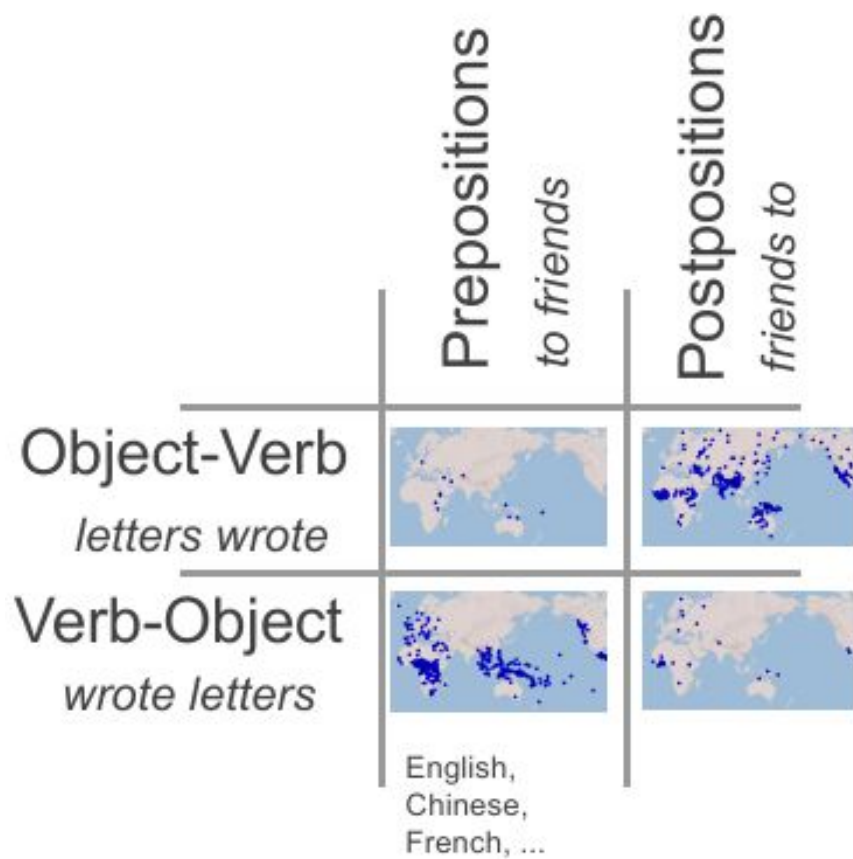 Prepositions
to friends
Postpositions
friends to
Object-Verb
letters wrote
Verb-Object
wrote letters
English,
Chinese,
French, ...